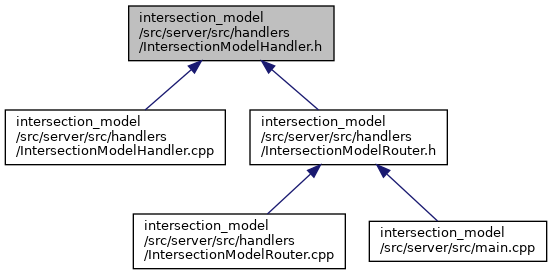 intersection_model
/src/server/src/handlers
/IntersectionModelHandler.h
intersection_model
/src/server/src/handlers
/IntersectionModelHandler.cpp
intersection_model
/src/server/src/handlers
/IntersectionModelRouter.h
intersection_model
/src/server/src/handlers
/IntersectionModelRouter.cpp
intersection_model
/src/server/src/main.cpp